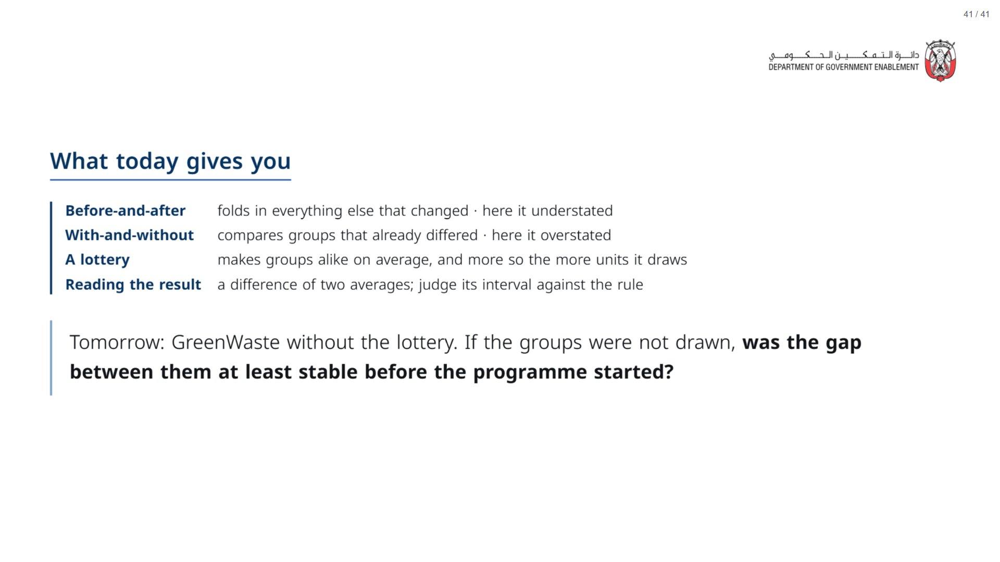 41 / 41
دائرة التمكين الحكومي
DEPARTMENT OF GOVERNMENT ENABLEMENT
What today gives you
Before-and-after folds in everything else that changed · here it understated
With-and-without compares groups that already differed · here it overstated
A lottery makes groups alike on average, and more so the more units it draws
Reading the result a difference of two averages; judge its interval against the rule
Tomorrow: GreenWaste without the lottery. If the groups were not drawn, was the gap
between them at least stable before the programme started?